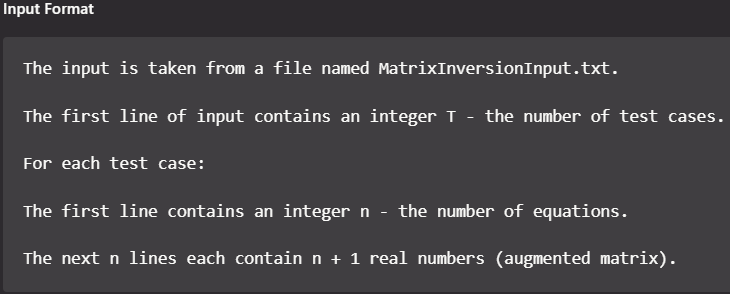 Input Format
The input is taken from a file named MatrixInversionInput.txt.
The first line of input contains an integer T - the number of test cases.
For each test case:
The first line contains an integer n - the number of equations.
The next n lines each contain n + 1 real numbers (augmented matrix).